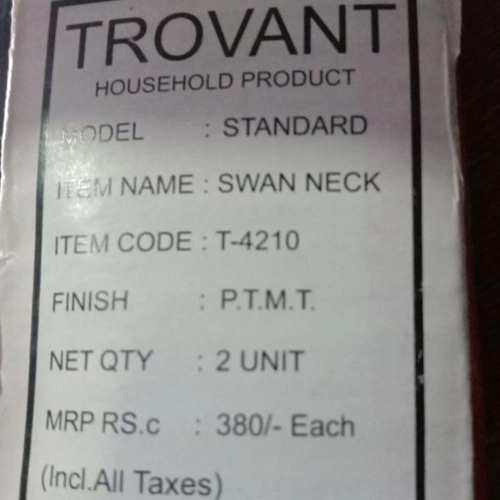 TROVANT
HOUSEHOLD PRODUCT
MODEL : STANDARD
ITEM NAME : SWAN NECK
ITEM CODE : T-4210
FINISH : P.T.M.T.
NET QTY : 2 UNIT
MRP RS.c : 380/- Each
(Incl.All Taxes)